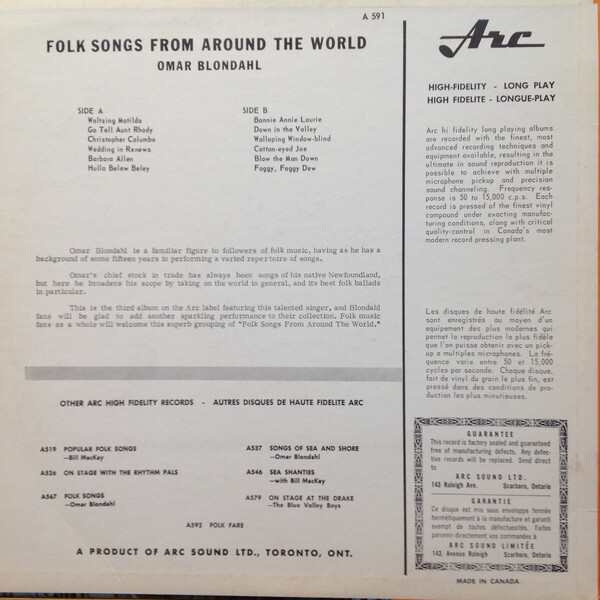 A 591
FOLK SONGS FROM AROUND THE WORLD
OMAR BLONDAHL
SIDE A
Waltzing Matilda
Go Tell Aunt Rhody
Christopher Columbo
Wedding in Renews
Barbara Allen
Hulla Belew Beley
SIDE B
Bonnie Annie Laurie
Down in the Valley
Walloping Window-blind
Cotton-eyed Joe
Blow the Man Down
Foggy, Foggy Dew
Omar Blondahl is a familiar figure to followers of folk music, having as he has a
background of some fifteen years in performing a varied repertoire of songs.
Omar's chief stock in trade has always been songs of his native Newfoundland,
but here he broadens his scope by taking on the world in general, and its best folk ballads
in particular.
This is the third album on the Arc label featuring this talented singer, and Blondahl
fans will be glad to add another sparkling performance to their collection. Folk music
fans as a whole will welcome this superb grouping of "Folk Songs From Around The World."
OTHER ARC HIGH FIDELITY RECORDS - AUTRES DISQUES DE HAUTE FIDELITE ARC
A519 POPULAR FOLK SONGS
—Bill MacKay
A526 ON STAGE WITH THE RHYTHM PALS
A567 FOLK SONGS
—Omar Blondahl
A537 SONGS OF SEA AND SHORE
—Omar Blondahl
A546 SEA SHANTIES
—with Bill MacKay
A579 ON STAGE AT THE DRAKE
—The Blue Valley Boys
A592 FOLK FARE
A PRODUCT OF ARC SOUND LTD., TORONTO, ONT.
Arc
HIGH-FIDELITY - LONG PLAY
HIGH FIDELITE - LONGUE-PLAY
Arc hi fidelity long playing albums
are recorded with the finest, most
advanced recording techniques and
equipment available, resulting in the
ultimate in sound reproduction it is
possible to achieve with multiple
microphone pickup and precision
sound channeling. Frequency res-
ponse is 50 to 15,000 c.p.s. Each
record is pressed of the finest vinyl
compound under exacting manufac-
turing conditions, along with critical
quality-control in Canada's most
modern record pressing plant.
Les disques de haute fidélité Arc
sont enregistrés au moyen d'un
equipement des plus modernes qui
permet la reproduction la plus fidèle
que l'on puisse obtenir avec un pick-
up a multiples microphones. La fré-
quence varie entre 50 et 15,000
cycles par seconde. Chaque disque,
fait de vinyl du grain le plus fin, est
pressé dans des conditions de pro-
duction les plus minutieuses.
GUARANTEE
This record is factory sealed and guaranteed
free of manufacturing defects. Any defec-
tive records will be replaced. Send direct
to
ARC SOUND LTD.
143 Raleigh Ave. Scarboro, Ontario
GARANTIE
Ce disque est mis sous enveloppe fermée
hermétiquement à la manufacture et garanti
exempt de toutes défectuosités. Faites
parvenir directement vos commandes à
ARC SOUND LIMITÉE
143, Avenue Raleigh Scarboro, Ontario
MADE IN CANADA